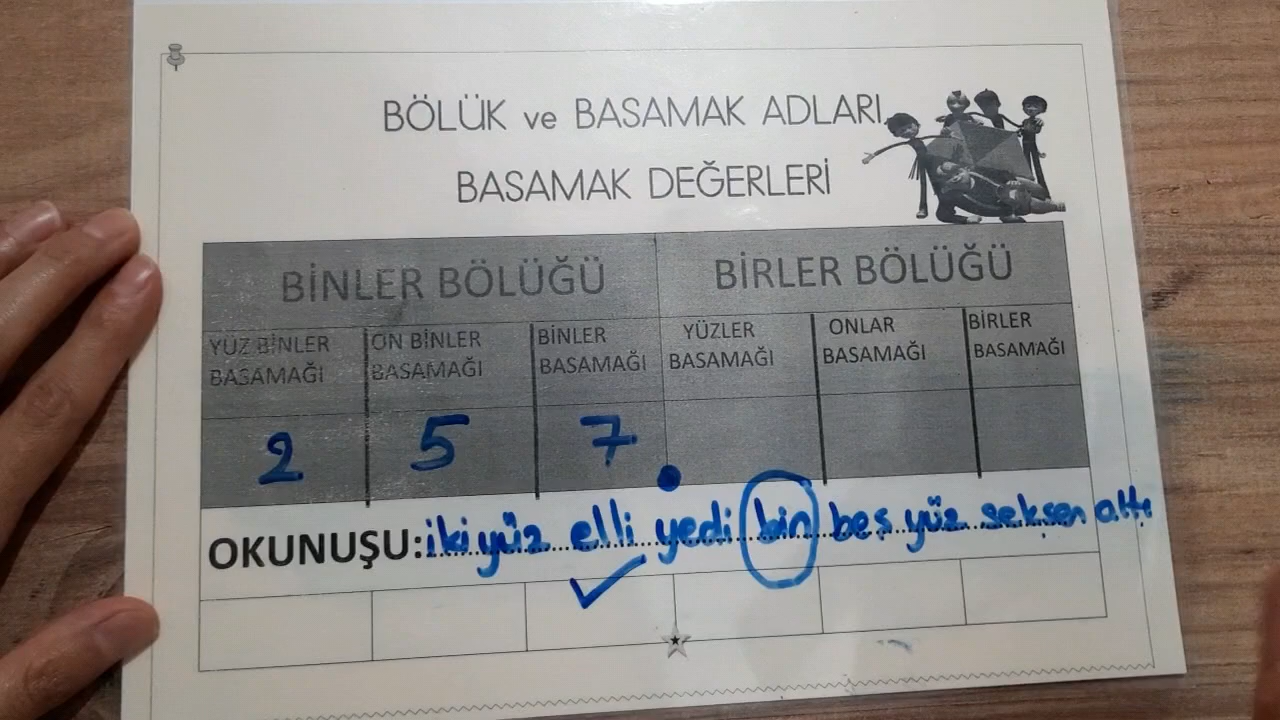 BÖLÜK ve BASAMAK ADLARI
BASAMAK DEĞERLERİ
BİNLER BÖLÜĞÜ BİRLER BÖLÜĞÜ
YÜZ BİNLER BASAMAĞI ON BİNLER BASAMAĞI BİNLER BASAMAĞI YÜZLER BASAMAĞI ONLAR BASAMAĞI BİRLER BASAMAĞI
2 5 7 .
OKUNUŞU: iki yüz elli yedi bin beş yüz seksen altı